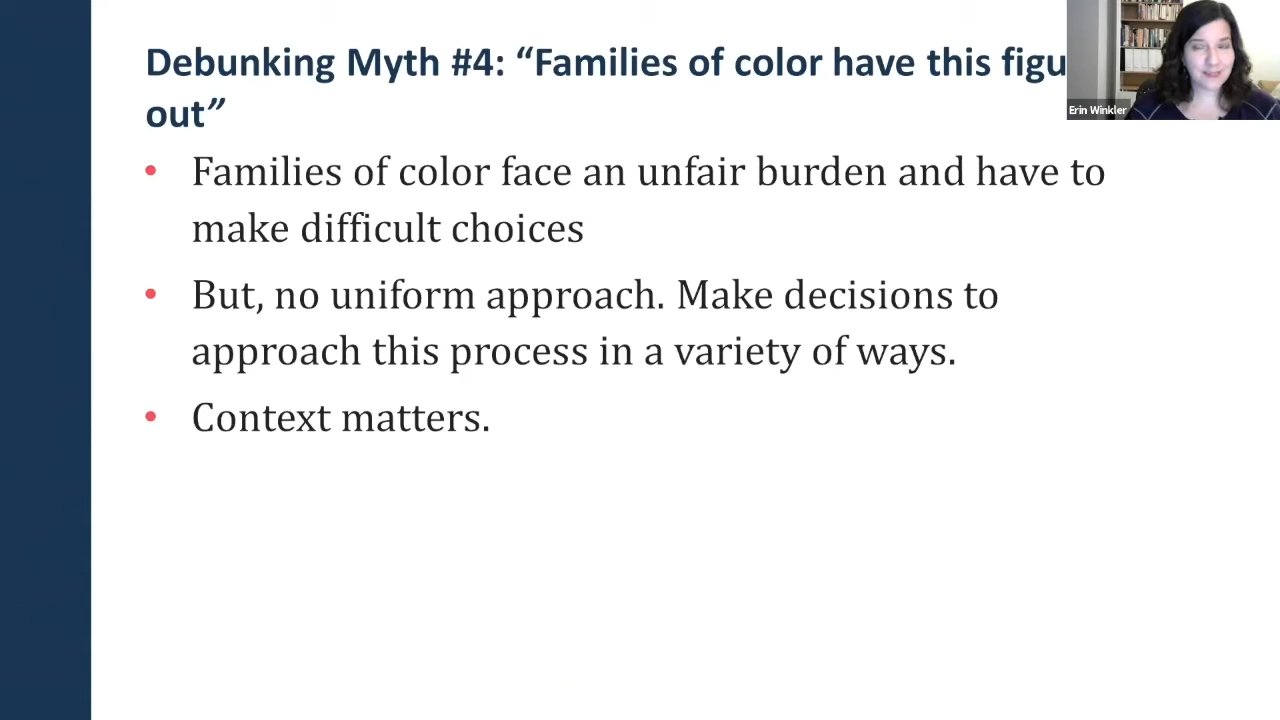 Debunking Myth #4: “Families of color have this figu
out”
Erin Winkler
• Families of color face an unfair burden and have to
make difficult choices
• But, no uniform approach. Make decisions to
approach this process in a variety of ways.
• Context matters.